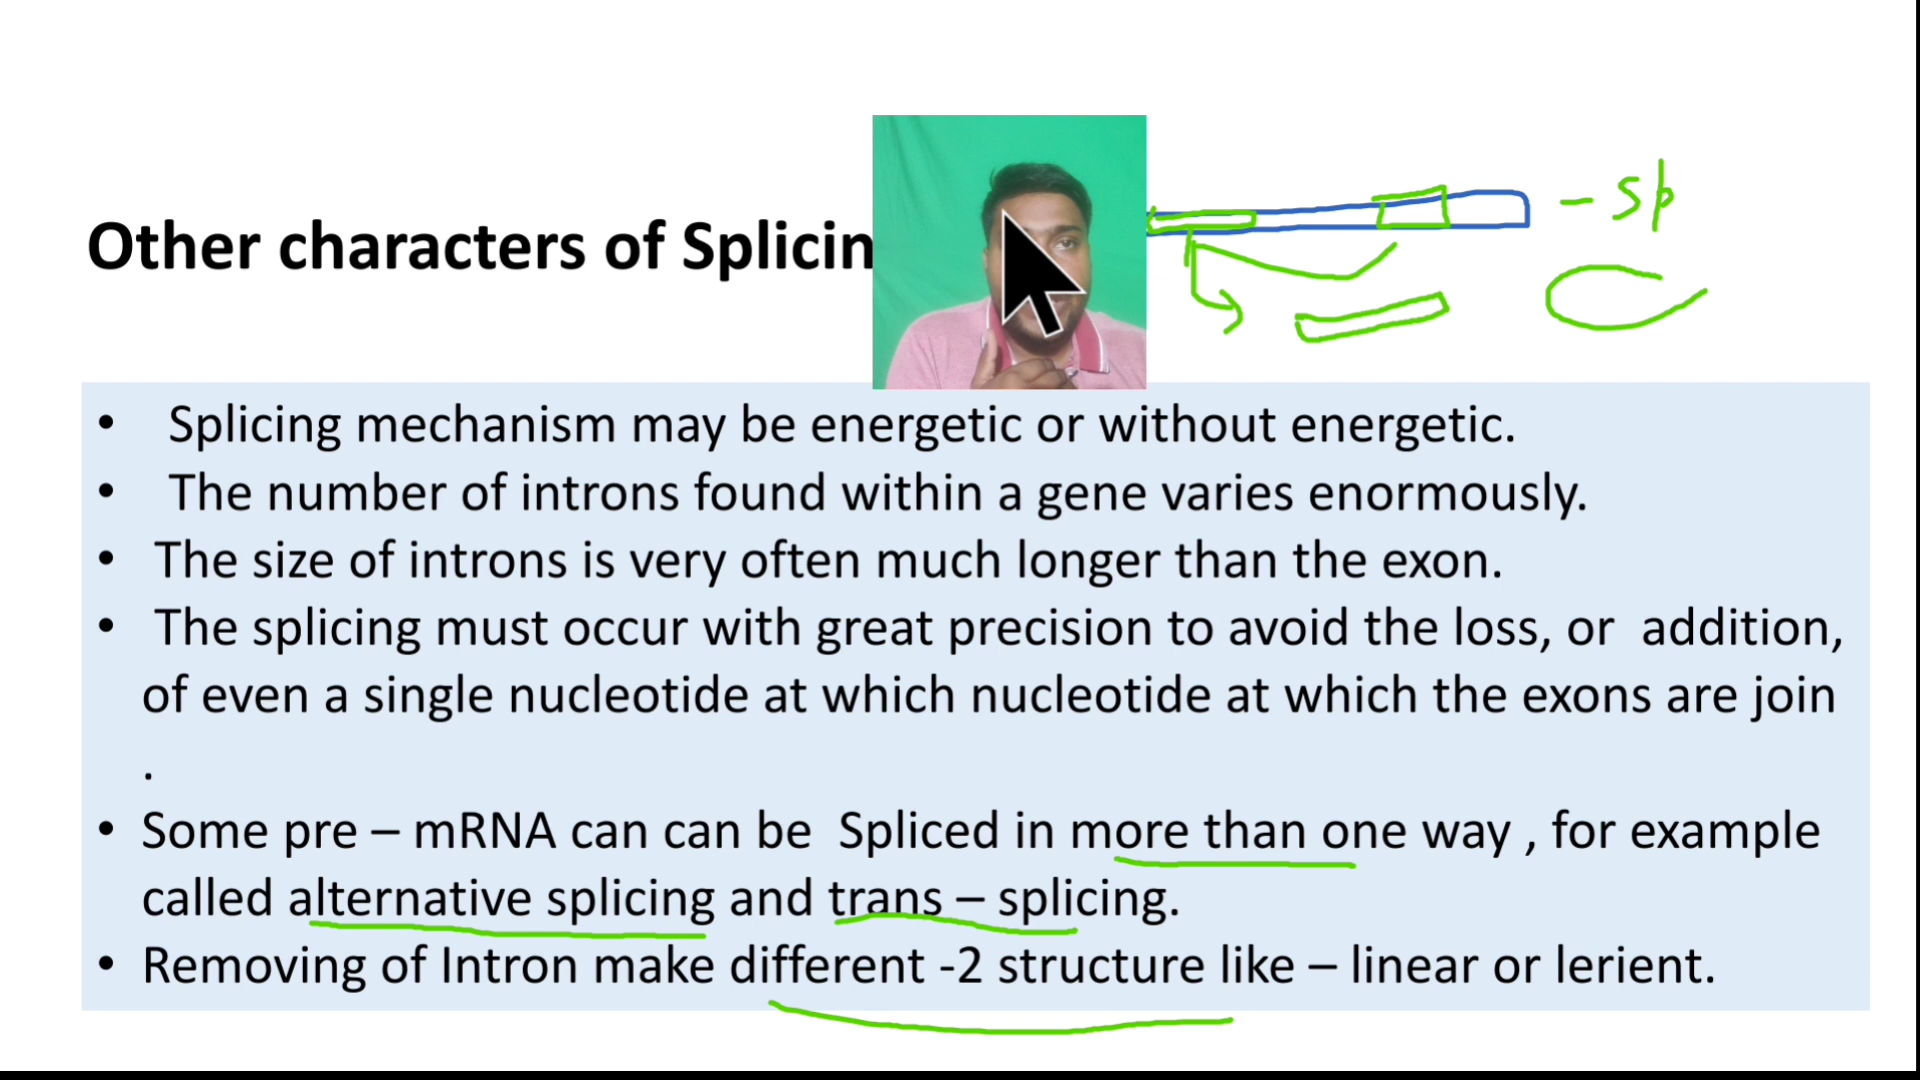 Other characters of Splicin
- Sp
• Splicing mechanism may be energetic or without energetic.
• The number of introns found within a gene varies enormously.
• The size of introns is very often much longer than the exon.
• The splicing must occur with great precision to avoid the loss, or addition,
of even a single nucleotide at which nucleotide at which the exons are join
.
• Some pre – mRNA can can be Spliced in more than one way , for example
called alternative splicing and trans – splicing.
• Removing of Intron make different -2 structure like – linear or lerient.